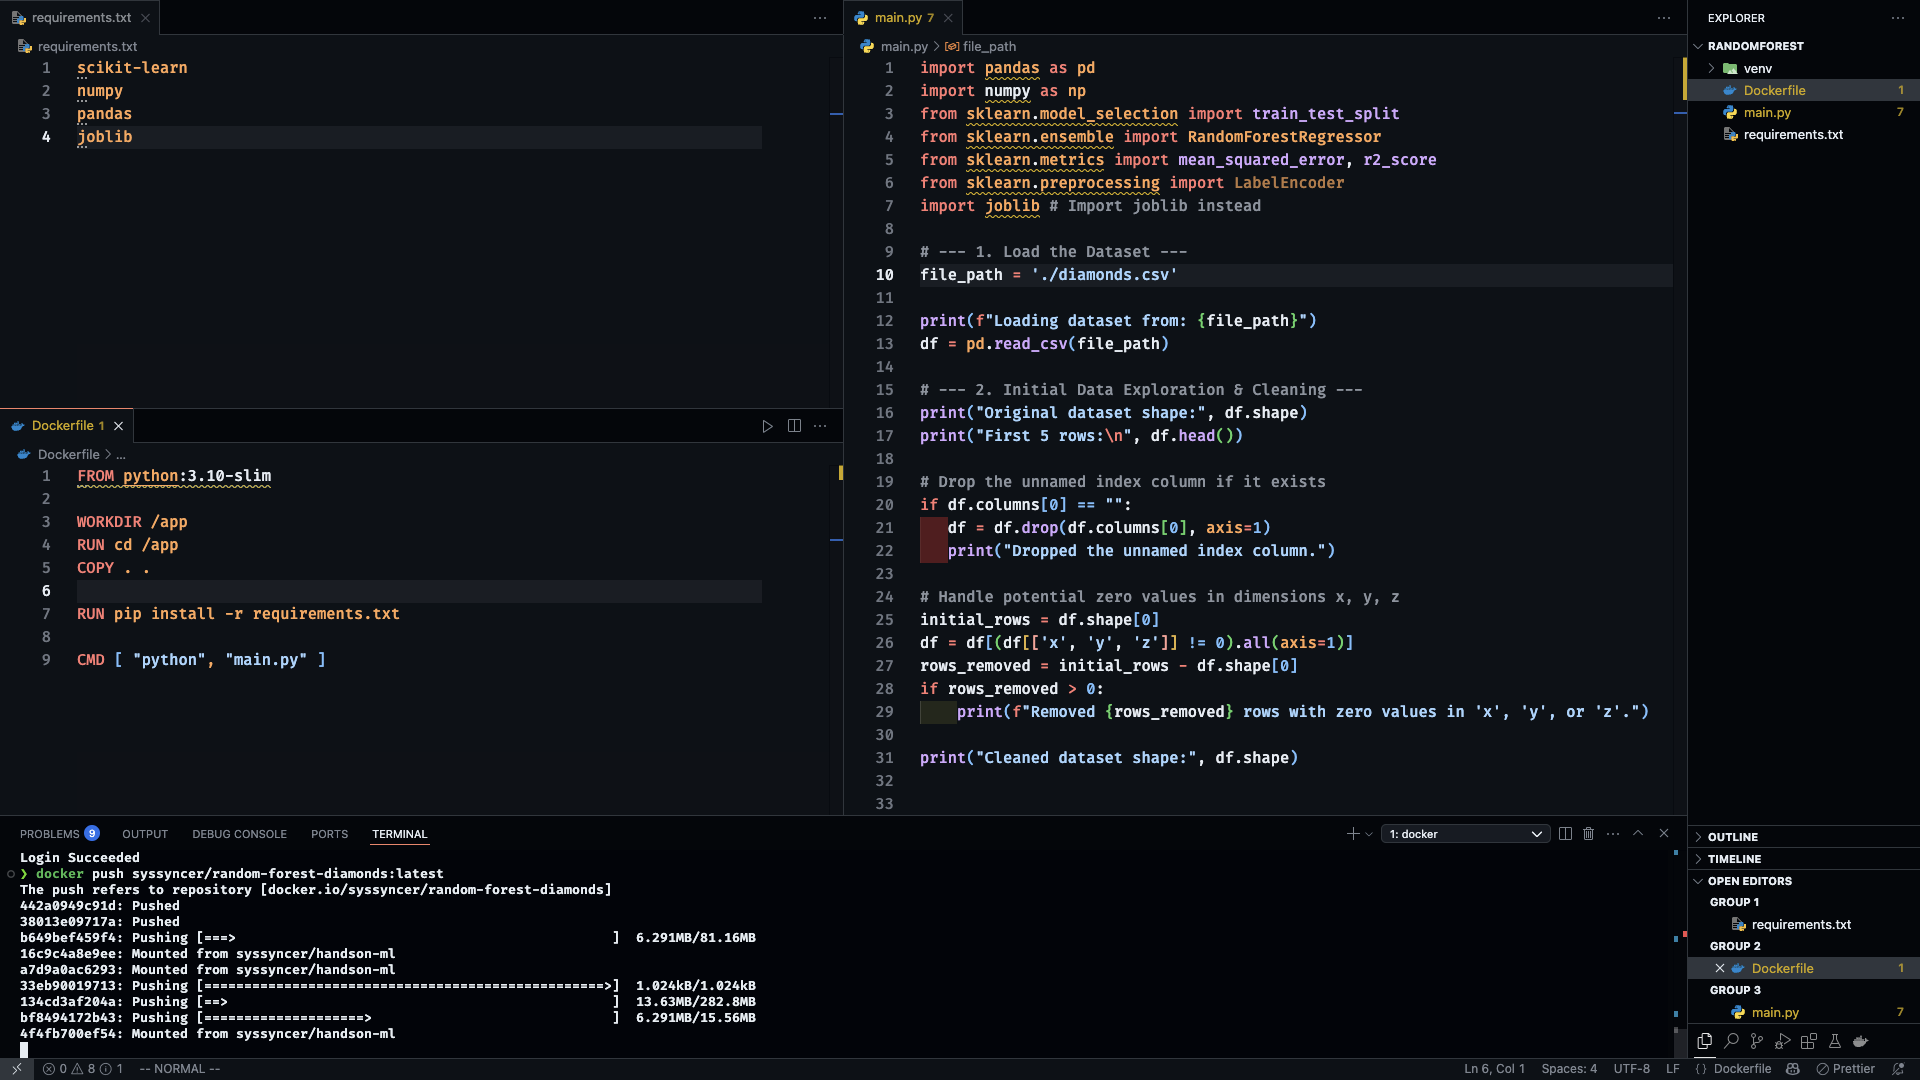 requirements.txt
requirements.txt
1 scikit-learn
2 numpy
3 pandas
4 joblib
Dockerfile 1
Dockerfile > ...
1 FROM python:3.10-slim
2
3 WORKDIR /app
4 RUN cd /app
5 COPY . .
6
7 RUN pip install -r requirements.txt
8
9 CMD [ "python", "main.py" ]
main.py 7
main.py > file_path
1 import pandas as pd
2 import numpy as np
3 from sklearn.model_selection import train_test_split
4 from sklearn.ensemble import RandomForestRegressor
5 from sklearn.metrics import mean_squared_error, r2_score
6 from sklearn.preprocessing import LabelEncoder
7 import joblib # Import joblib instead
8
9 # --- 1. Load the Dataset ---
10 file_path = './diamonds.csv'
11
12 print(f"Loading dataset from: {file_path}")
13 df = pd.read_csv(file_path)
14
15 # --- 2. Initial Data Exploration & Cleaning ---
16 print("Original dataset shape:", df.shape)
17 print("First 5 rows:\n", df.head())
18
19 # Drop the unnamed index column if it exists
20 if df.columns[0] == "":
21 df = df.drop(df.columns[0], axis=1)
22 print("Dropped the unnamed index column.")
23
24 # Handle potential zero values in dimensions x, y, z
25 initial_rows = df.shape[0]
26 df = df[(df[['x', 'y', 'z']] != 0).all(axis=1)]
27 rows_removed = initial_rows - df.shape[0]
28 if rows_removed > 0:
29 print(f"Removed {rows_removed} rows with zero values in 'x', 'y', or 'z'.")
30
31 print("Cleaned dataset shape:", df.shape)
32
33
EXPLORER
RANDOMFOREST
venv
Dockerfile 1
main.py 7
requirements.txt
OUTLINE
TIMELINE
OPEN EDITORS
GROUP 1
requirements.txt
GROUP 2
Dockerfile 1
GROUP 3
main.py 7
PROBLEMS 9 OUTPUT DEBUG CONSOLE PORTS TERMINAL
1: docker
Login Succeeded
❯ docker push syssyncer/random-forest-diamonds:latest
The push refers to repository [docker.io/syssyncer/random-forest-diamonds]
442a0949c91d: Pushed
38013e09717a: Pushed
b649bef459f4: Pushing [===> ] 6.291MB/81.16MB
16c9c4a8e9ee: Mounted from syssyncer/handson-ml
a7d9a0ac6293: Mounted from syssyncer/handson-ml
33eb90019713: Pushing [==================================================>] 1.024kB/1.024kB
134cd3af204a: Pushing [==> ] 13.63MB/282.8MB
bf8494172b43: Pushing [====================> ] 6.291MB/15.56MB
4f4fb700ef54: Mounted from syssyncer/handson-ml
0 8 1 -- NORMAL --
Ln 6, Col 1 Spaces: 4 UTF-8 LF {} Dockerfile Prettier